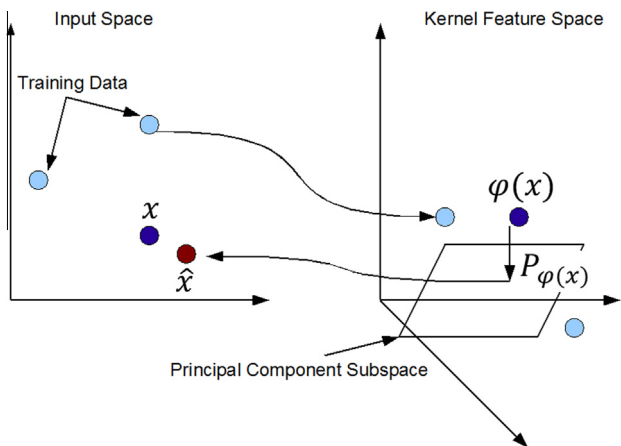 Input Space
Kernel Feature Space
Training Data
φ(x)
x
P_φ(x)
x̂
Principal Component Subspace